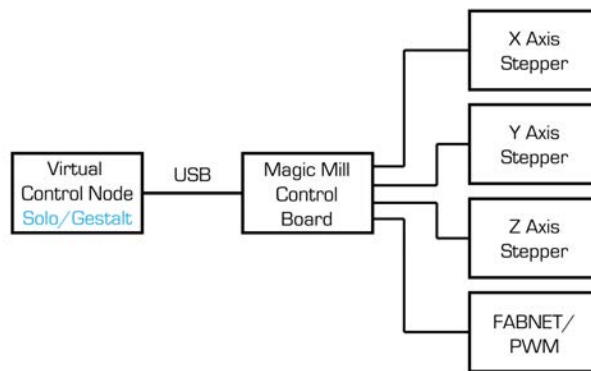 Virtual
Control Node
Solo/Gestalt
USB
Magic Mill
Control
Board
X Axis
Stepper
Y Axis
Stepper
Z Axis
Stepper
FABNET/
PWM